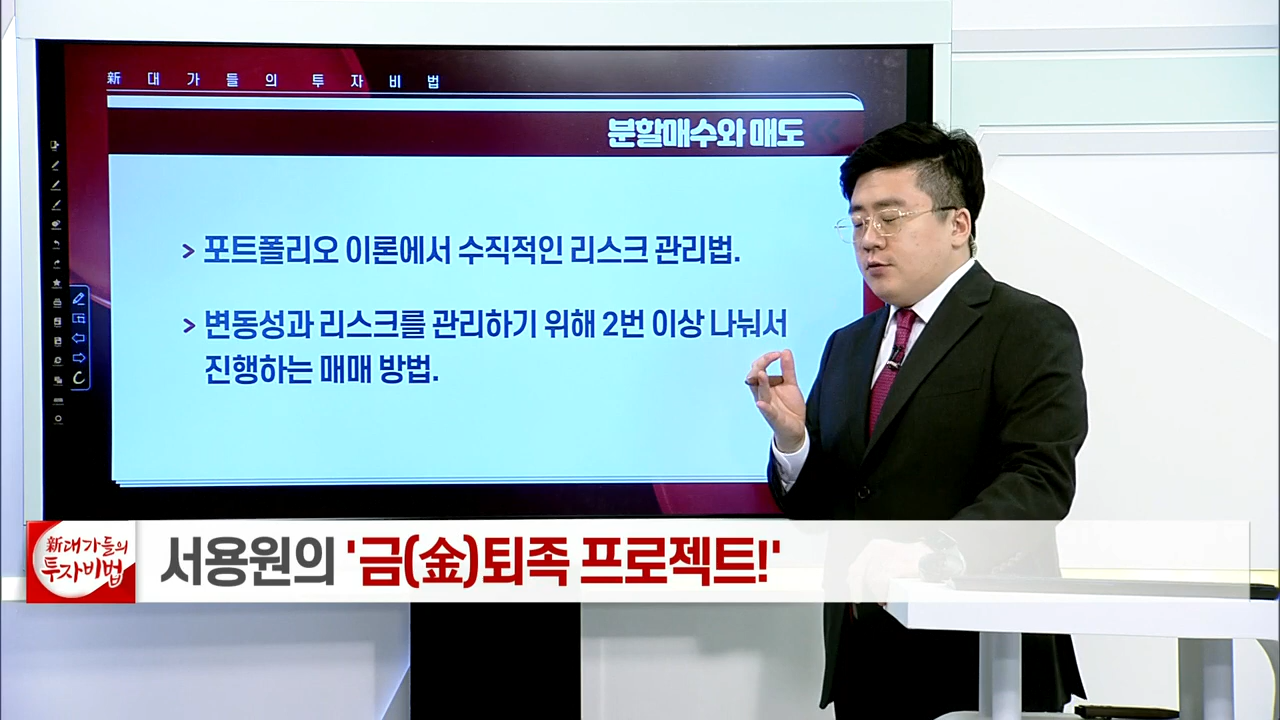 新 대가들의 투자비법
분할매수와 매도
> 포트폴리오 이론에서 수직적인 리스크 관리법.
> 변동성과 리스크를 관리하기 위해 2번 이상 나눠서
진행하는 매매 방법.
新대가들의
투자비법
서용원의 '금(金)퇴족 프로젝트!'